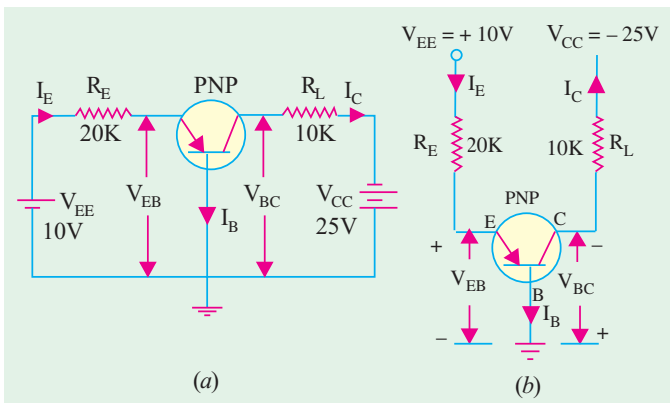 V_EE = + 10V
V_CC = – 25V
I_E
R_E
PNP
R_L
I_C
20K
10K
V_EE
10V
V_EB
I_B
V_BC
V_CC
25V
(a)
I_E
I_C
R_E
20K
10K
R_L
PNP
E
C
+
–
V_EB
V_BC
B
I_B
–
+
(b)